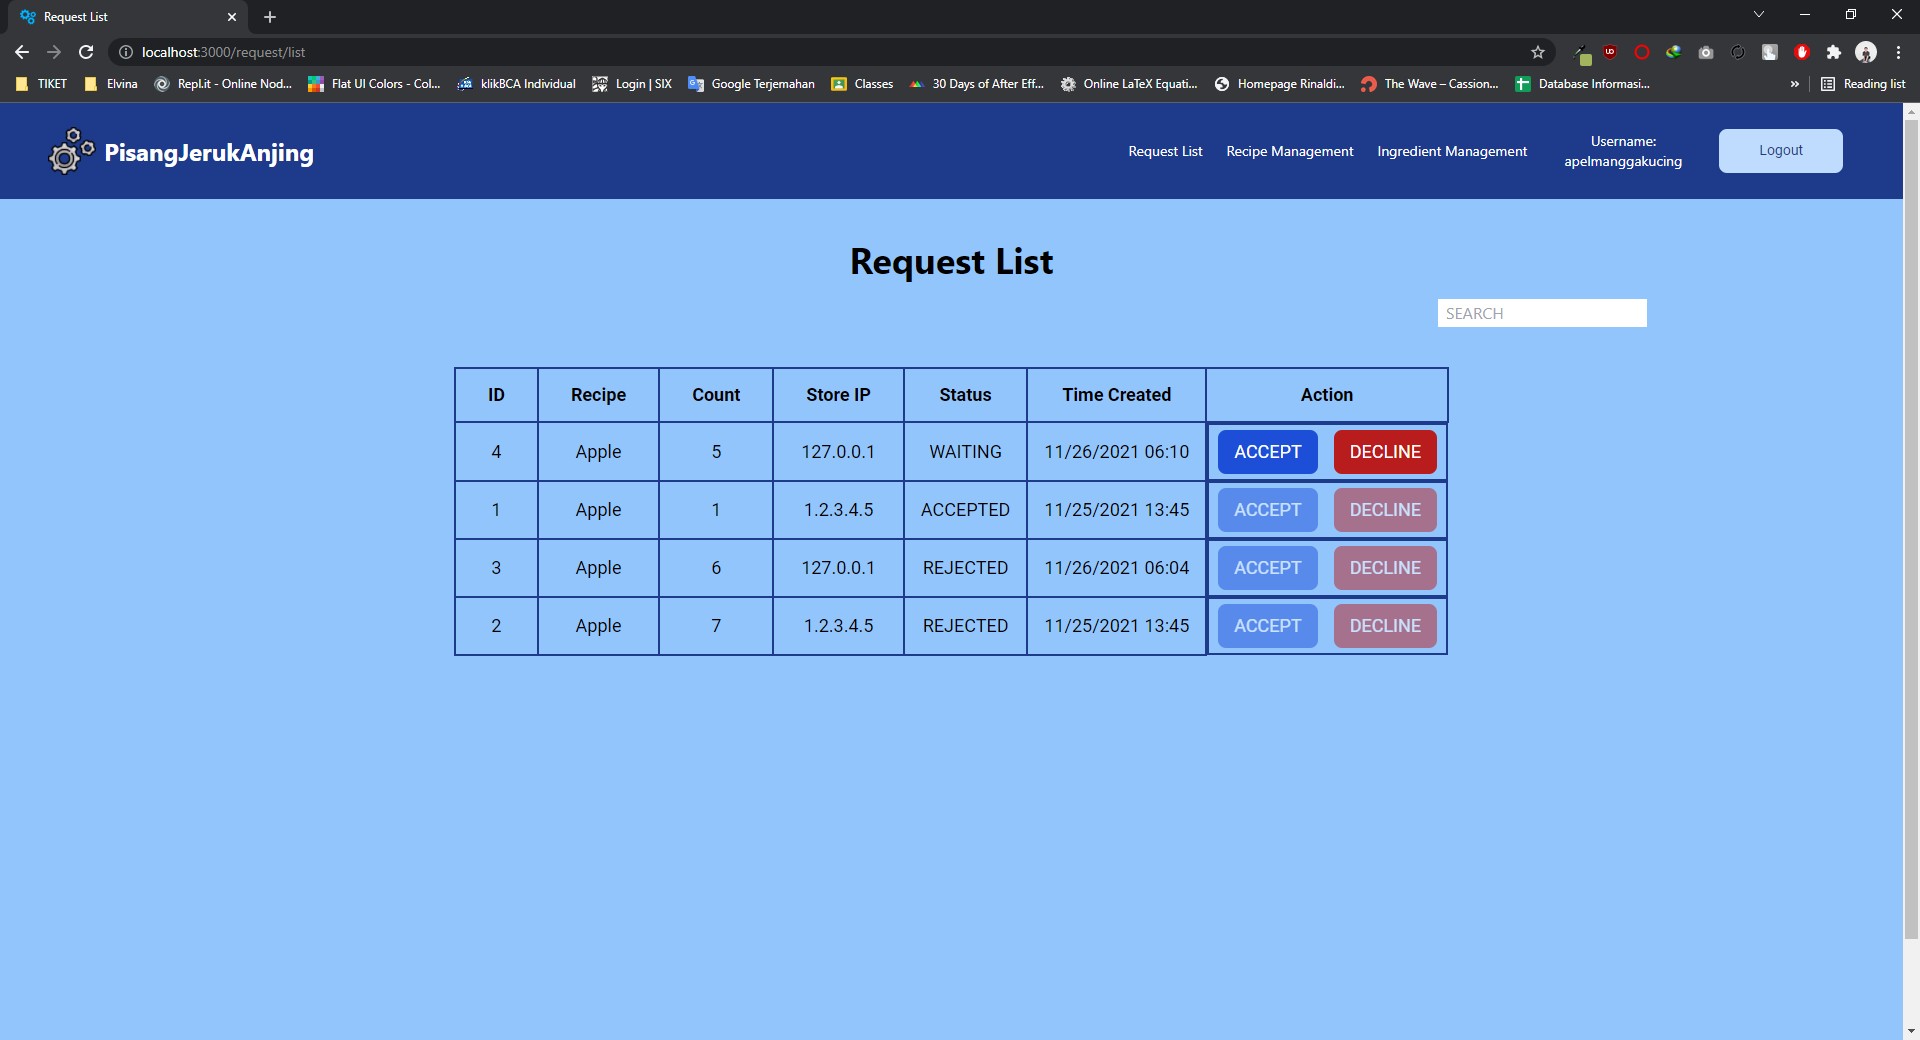 Request List
localhost:3000/request/list
TIKET
Elvina
Repl.it - Online Nod...
Flat UI Colors - Col...
klikBCA Individual
Login | SIX
Google Terjemahan
Classes
30 Days of After Eff...
Online LaTeX Equati...
Homepage Rinaldi...
The Wave – Cassion...
Database Informasi...
»
Reading list
PisangJerukAnjing
Request List
Recipe Management
Ingredient Management
Username:
apelmanggakucing
Logout
Request List
SEARCH
ID Recipe Count Store IP Status Time Created Action
4 Apple 5 127.0.0.1 WAITING 11/26/2021 06:10 ACCEPT DECLINE
1 Apple 1 1.2.3.4.5 ACCEPTED 11/25/2021 13:45 ACCEPT DECLINE
3 Apple 6 127.0.0.1 REJECTED 11/26/2021 06:04 ACCEPT DECLINE
2 Apple 7 1.2.3.4.5 REJECTED 11/25/2021 13:45 ACCEPT DECLINE